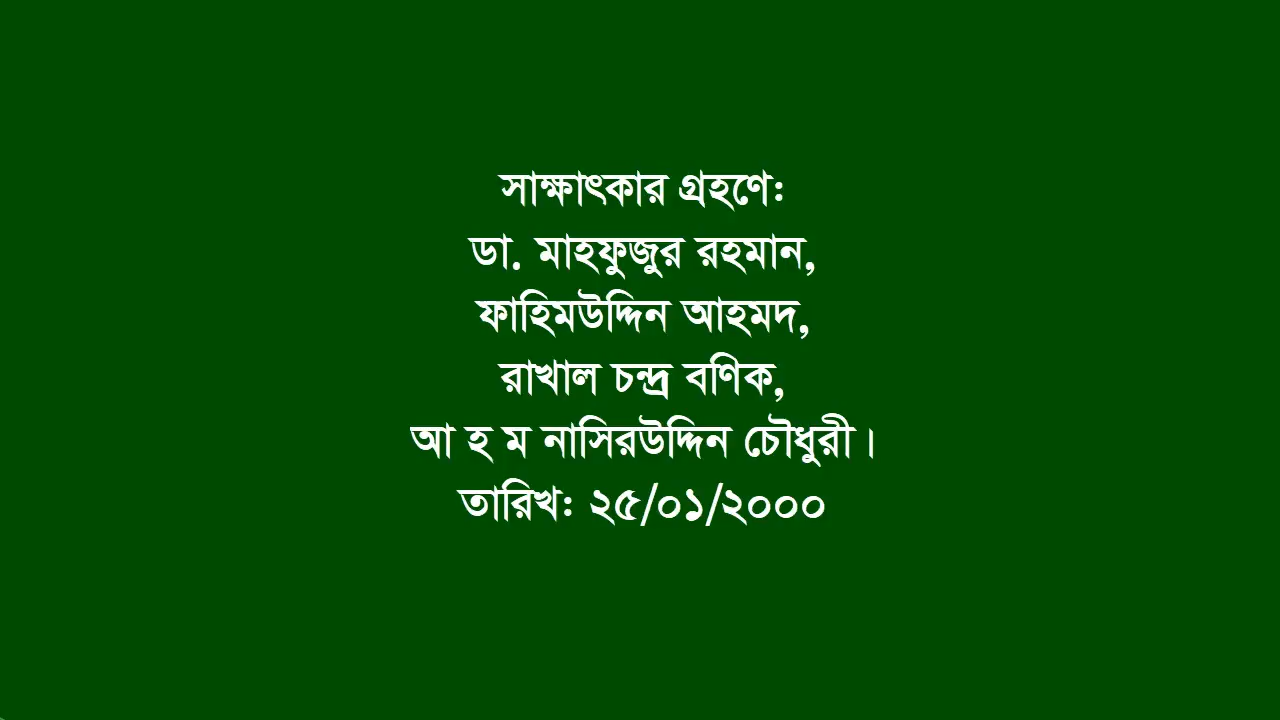 সাক্ষাৎকার গ্রহণে:
ডা. মাহফুজুর রহমান,
ফাহিমউদ্দিন আহমদ,
রাখাল চন্দ্র বণিক,
আ হ ম নাসিরউদ্দিন চৌধুরী।
তারিখ: ২৫/০১/২০০০